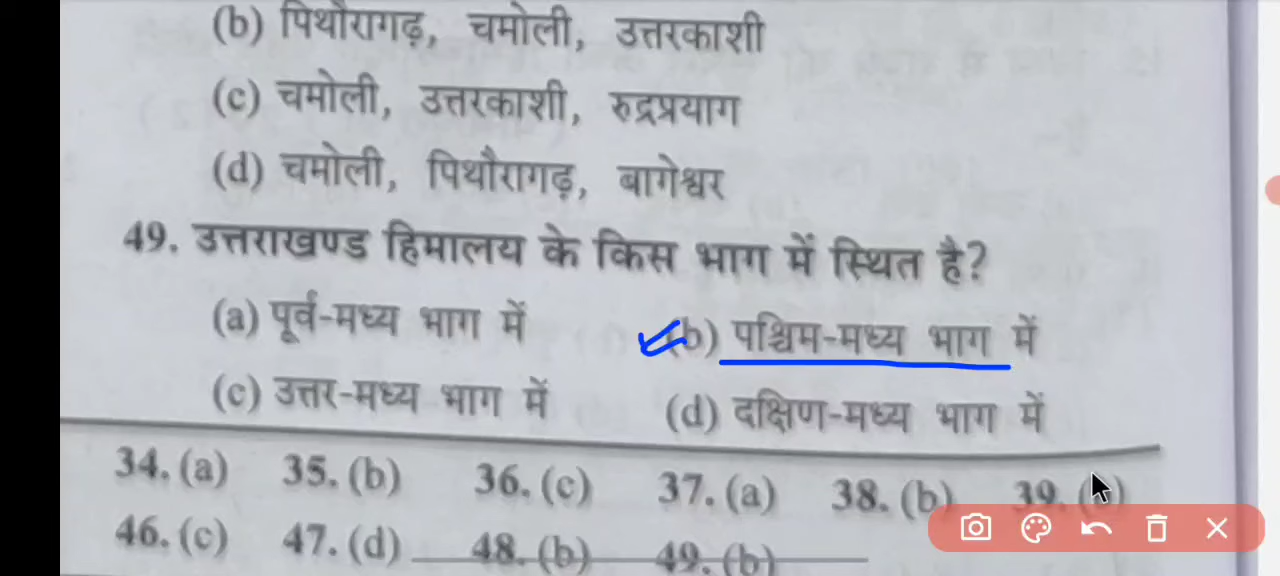 (b) पिथौरागढ़, चमोली, उत्तरकाशी
(c) चमोली, उत्तरकाशी, रुद्रप्रयाग
(d) चमोली, पिथौरागढ़, बागेश्वर
49. उत्तराखण्ड हिमालय के किस भाग में स्थित है?
(a) पूर्व-मध्य भाग में (b) पश्चिम-मध्य भाग में
(c) उत्तर-मध्य भाग में (d) दक्षिण-मध्य भाग में
34. (a) 35. (b) 36. (c) 37. (a) 38. (b) 39.
46. (c) 47. (d) 48. (b) 49. (b)